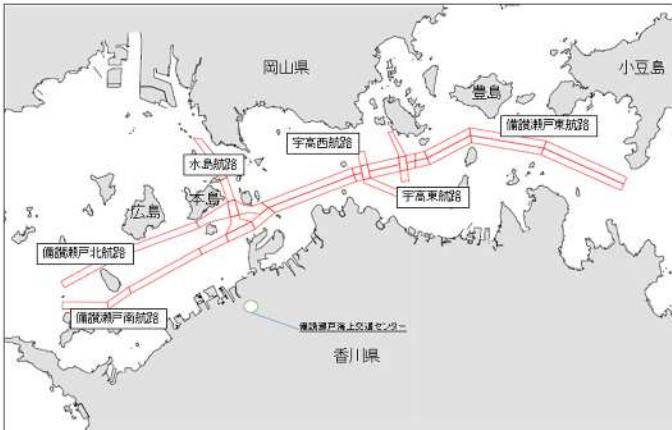 岡山県
小豆島
豊島
備讃瀬戸東航路
宇高西航路
水島航路
宇高東航路
本島
広島
備讃瀬戸北航路
備讃瀬戸南航路
備讃瀬戸海上交通センター
香川県